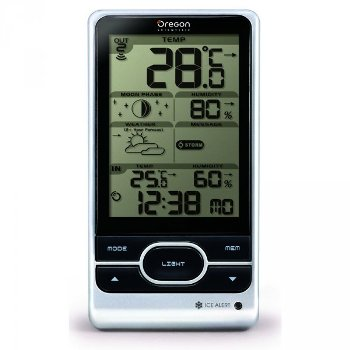 Oregon
SCIENTIFIC
OUT TEMP
28.6 °C
MOON PHASE HUMIDITY
80%
WEATHER MESSAGE
STORM
IN TEMP HUMIDITY
25.5 °C 60%
12:38 MO
MODE MEM
LIGHT
ICE ALERT